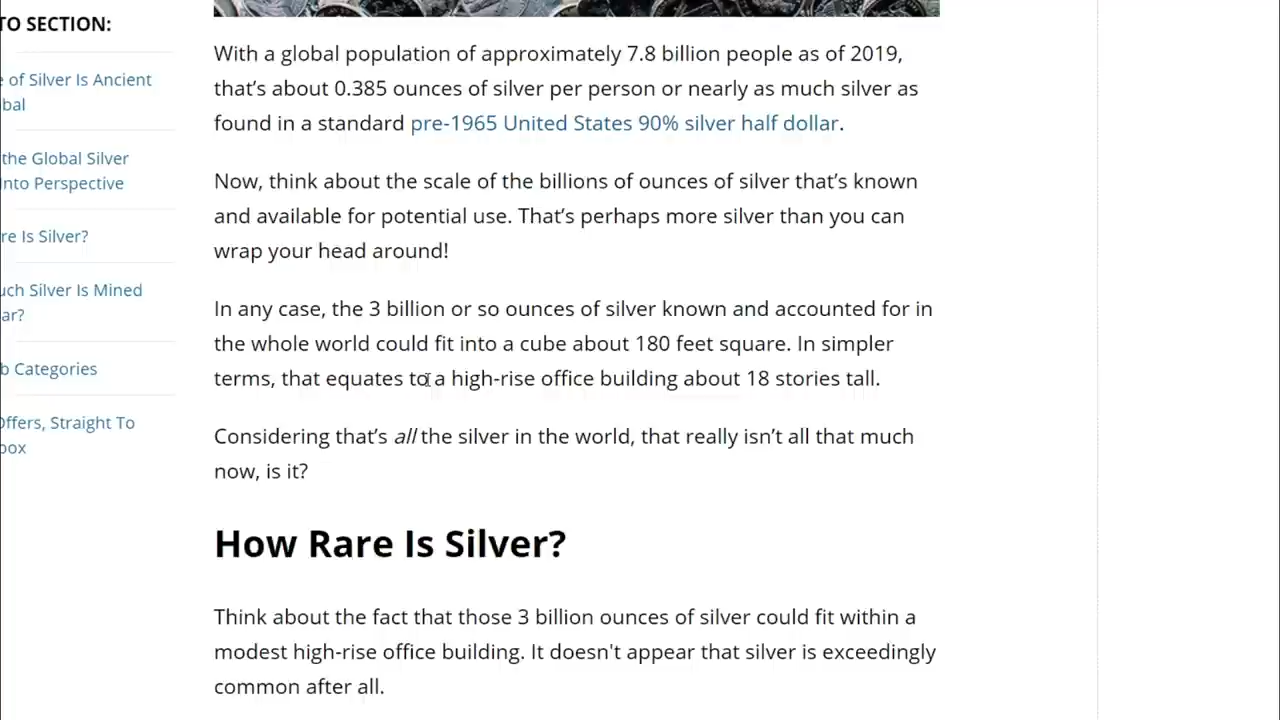 TO SECTION:
e of Silver Is Ancient
bal
the Global Silver
Into Perspective
re Is Silver?
uch Silver Is Mined
ar?
b Categories
Offers, Straight To
box
With a global population of approximately 7.8 billion people as of 2019,
that’s about 0.385 ounces of silver per person or nearly as much silver as
found in a standard pre-1965 United States 90% silver half dollar.
Now, think about the scale of the billions of ounces of silver that’s known
and available for potential use. That’s perhaps more silver than you can
wrap your head around!
In any case, the 3 billion or so ounces of silver known and accounted for in
the whole world could fit into a cube about 180 feet square. In simpler
terms, that equates to a high-rise office building about 18 stories tall.
Considering that’s all the silver in the world, that really isn’t all that much
now, is it?
How Rare Is Silver?
Think about the fact that those 3 billion ounces of silver could fit within a
modest high-rise office building. It doesn't appear that silver is exceedingly
common after all.